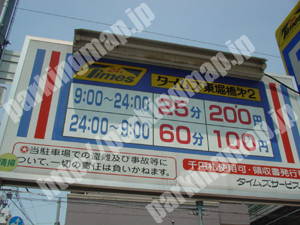 Times
タイムズ東堀橋第2
9:00～24:00 25分 200円
24:00～9:00 60分 100円
◎当駐車場での盗難及び事故等に
ついて、一切の責任は負いかねます。
千円札使用可・領収書発行
タイムズサービス
parkingmap.jp